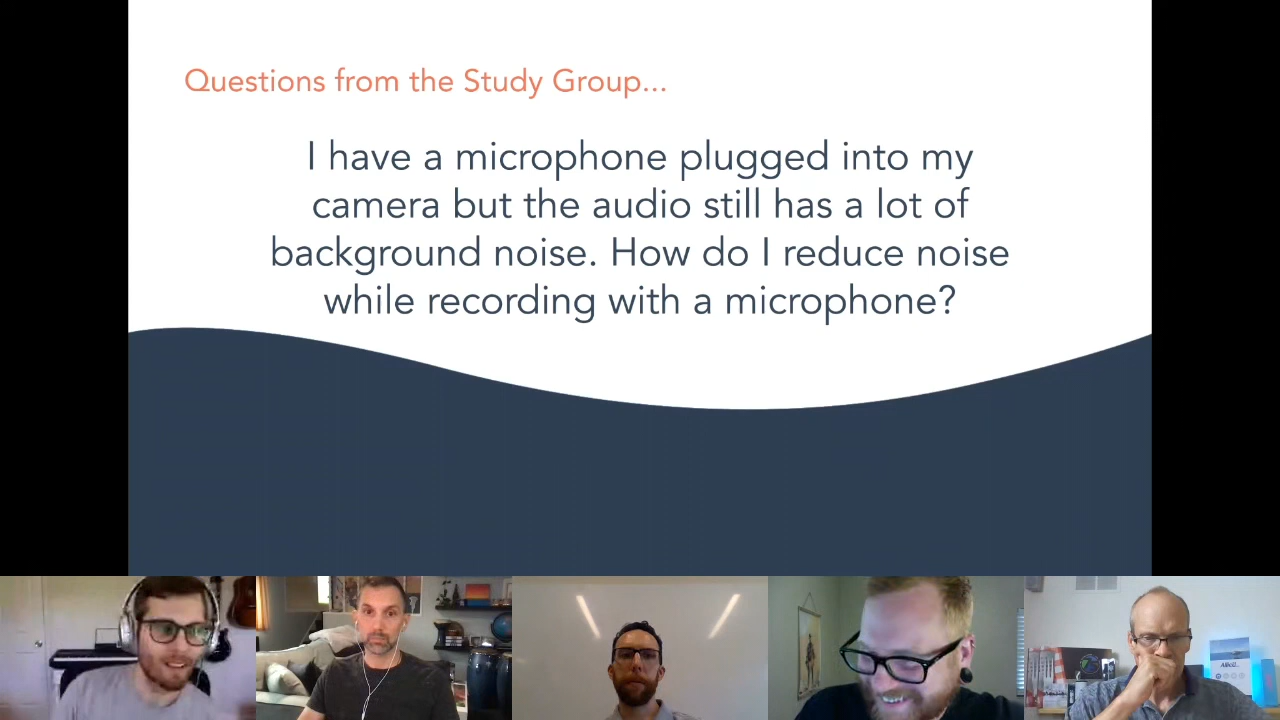 Questions from the Study Group...
I have a microphone plugged into my
camera but the audio still has a lot of
background noise. How do I reduce noise
while recording with a microphone?